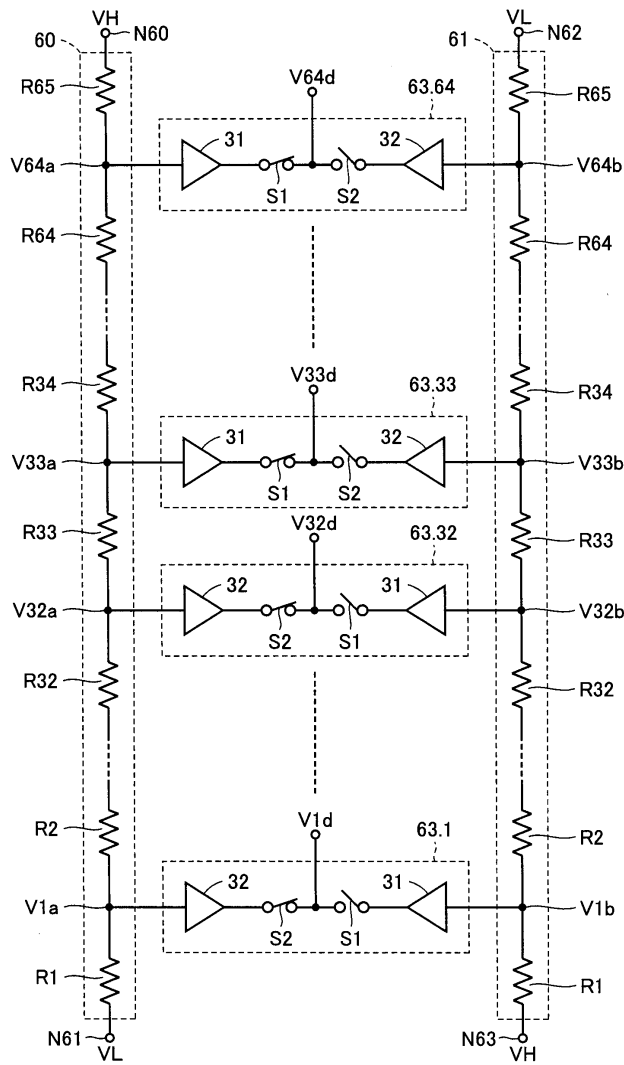 VH VL
60 N60 61 N62
R65 V64d 63.64 R65
V64a 31 32 V64b
S1 S2
R64 R64
R34 V33d 63.33 R34
V33a 31 32 V33b
S1 S2
R33 V32d 63.32 R33
V32a 32 31 V32b
S2 S1
R32 R32
R2 V1d 63.1 R2
V1a 32 31 V1b
S2 S1
R1 R1
N61 N63
VL VH